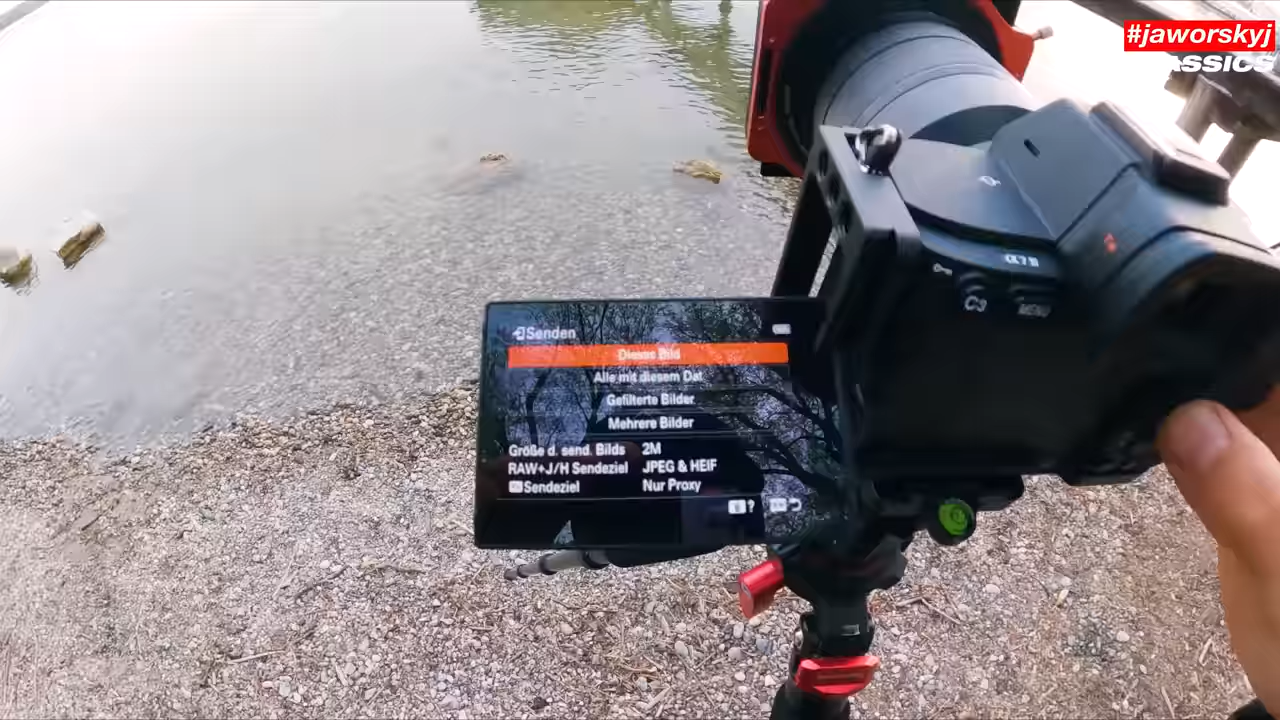 #jaworskyj
ASSICS
C3
MENU
Senden
Dieses Bild
Alle mit diesem Dat
Gefilterte Bilder
Mehrere Bilder
Größe d. send. Bilds 2M
RAW+J/H Sendeziel JPEG & HEIF
Sendeziel Nur Proxy
?